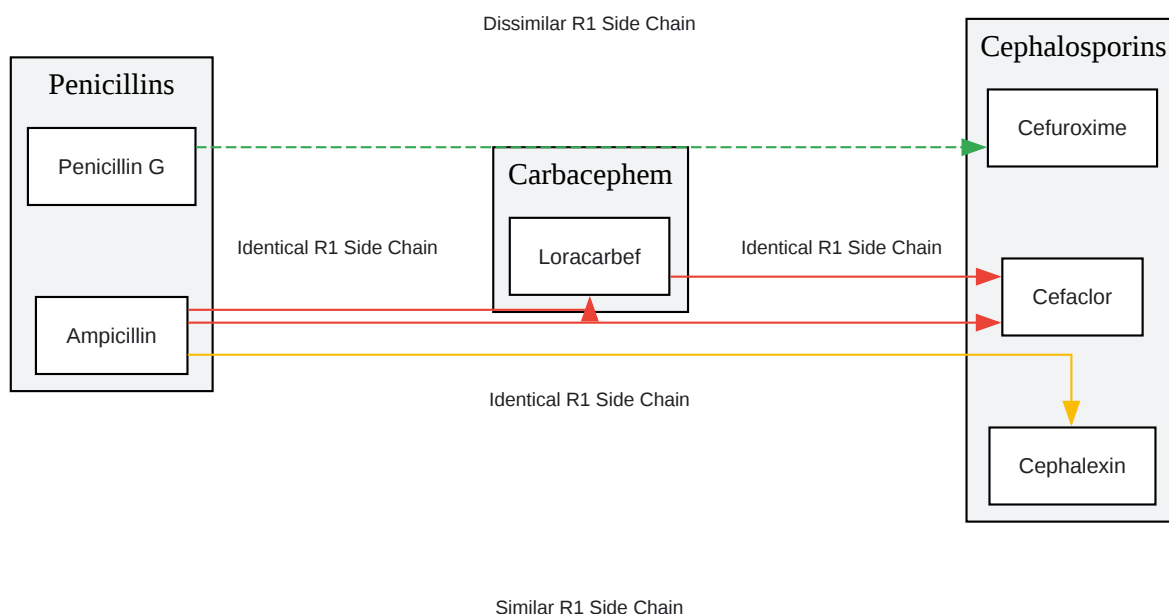 Dissimilar R1 Side Chain
Cephalosporins
Penicillins
Cefuroxime
Penicillin G
Carbacephem
Identical R1 Side Chain
Loracarbef
Identical R1 Side Chain
Cefaclor
Ampicillin
Identical R1 Side Chain
Cephalexin
Similar R1 Side Chain